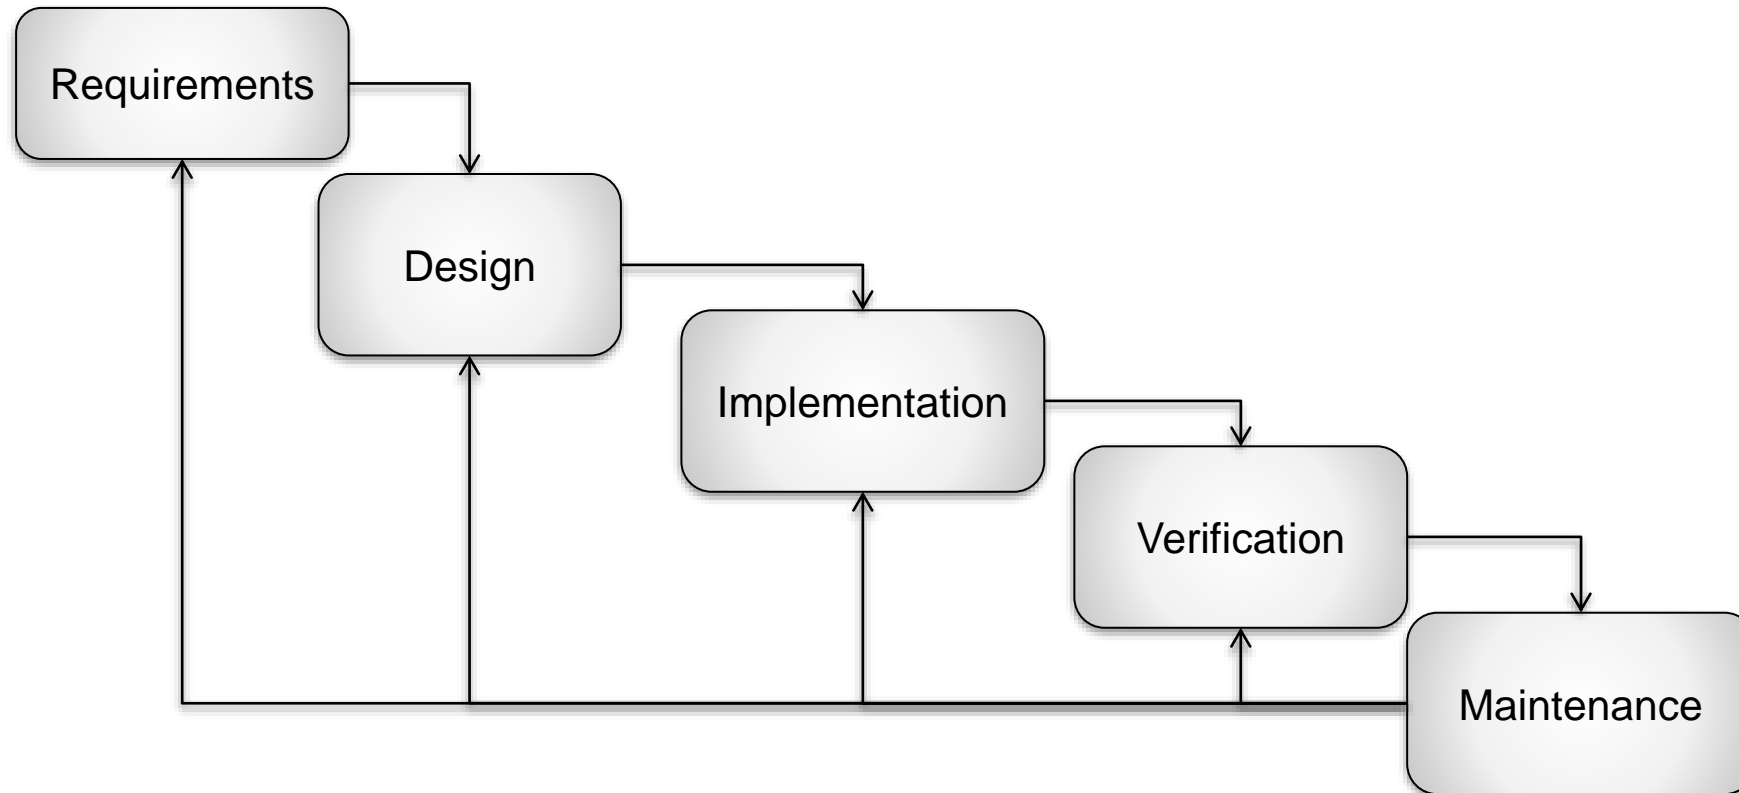 Requirements
Design
Implementation
Verification
Maintenance